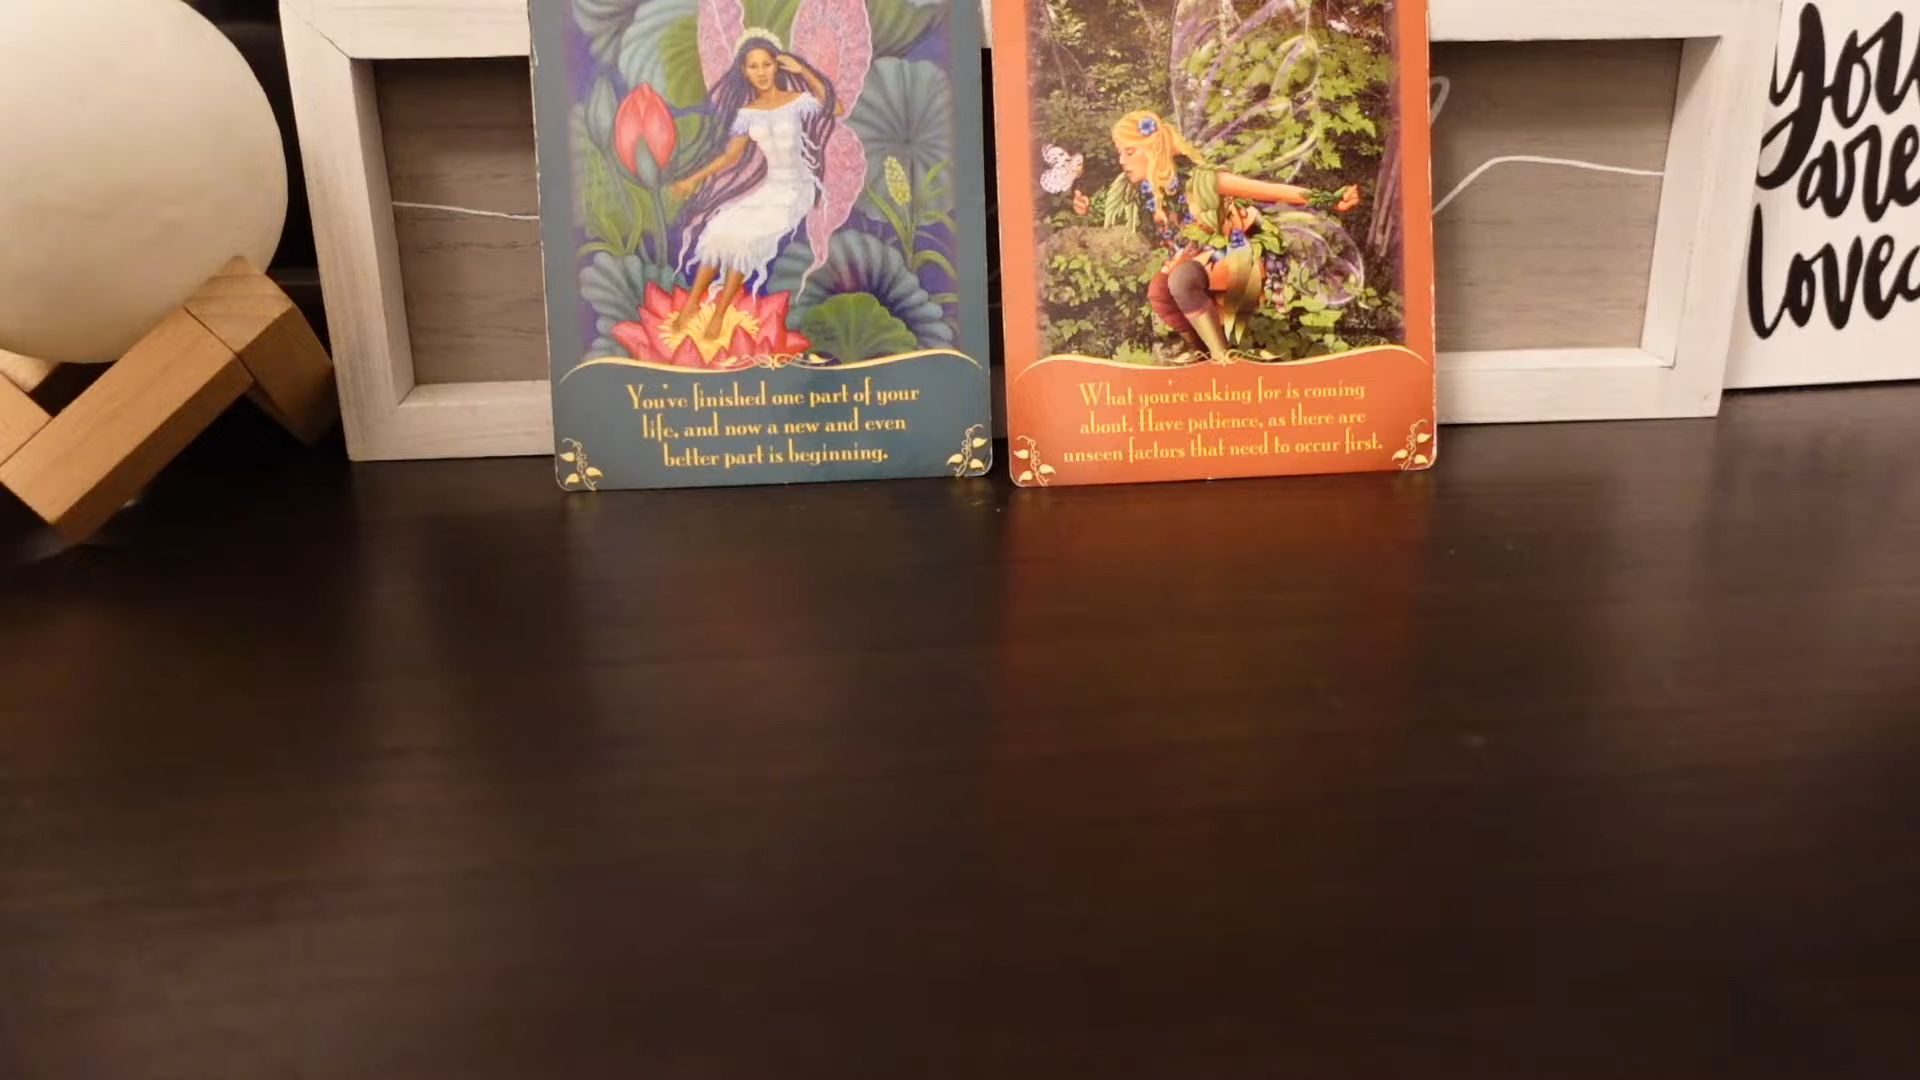 You've finished one part of your
life, and now a new and even
better part is beginning.
What you're asking for is coming
about. Have patience, as there are
unseen factors that need to occur first.
You
are